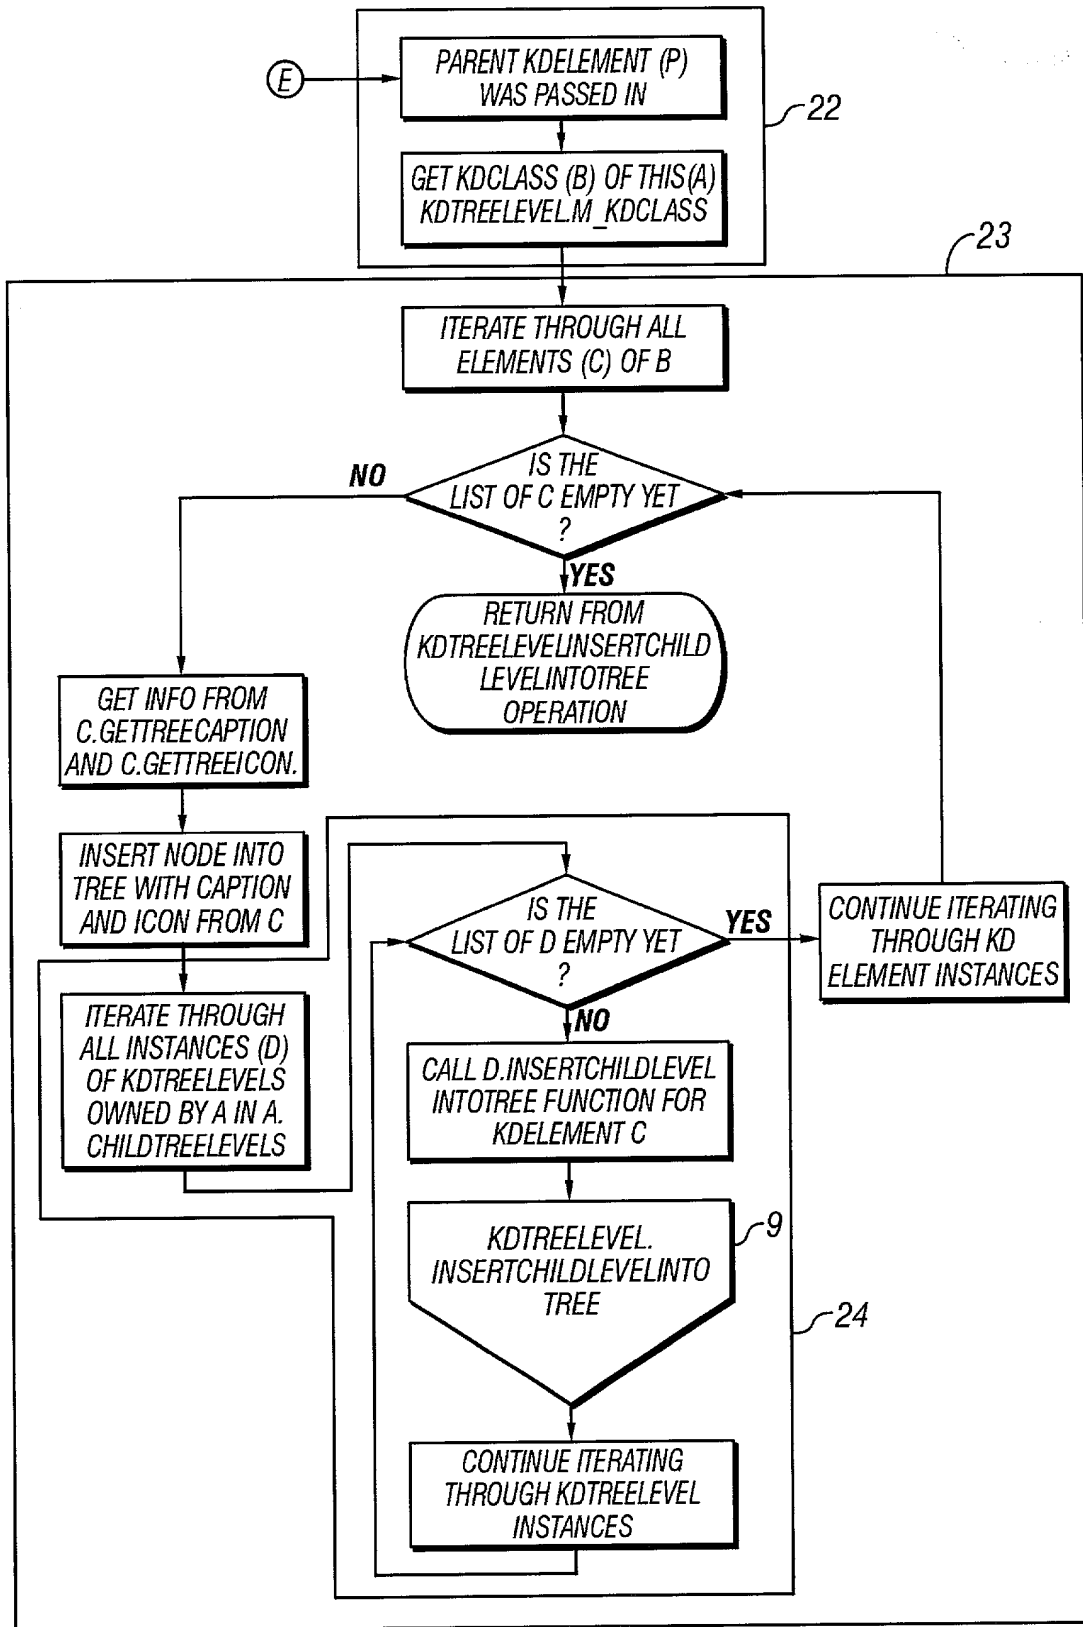 E
PARENT KDELEMENT (P)
WAS PASSED IN
22
GET KDCLASS (B) OF THIS(A)
KDTREELEVEL.M_KDCLASS
23
ITERATE THROUGH ALL
ELEMENTS (C) OF B
IS THE
LIST OF C EMPTY YET
?
NO
YES
RETURN FROM
KDTREELEVELINSERTCHILD
LEVELINTOTREE
OPERATION
GET INFO FROM
C.GETTREECAPTION
AND C.GETTREEICON.
INSERT NODE INTO
TREE WITH CAPTION
AND ICON FROM C
ITERATE THROUGH
ALL INSTANCES (D)
OF KDTREELEVELS
OWNED BY A IN A.
CHILDTREELEVELS
IS THE
LIST OF D EMPTY YET
?
YES
NO
CONTINUE ITERATING
THROUGH KD
ELEMENT INSTANCES
CALL D.INSERTCHILDLEVEL
INTOTREE FUNCTION FOR
KDELEMENT C
KDTREELEVEL.
INSERTCHILDLEVELINTO
TREE
9
24
CONTINUE ITERATING
THROUGH KDTREELEVEL
INSTANCES